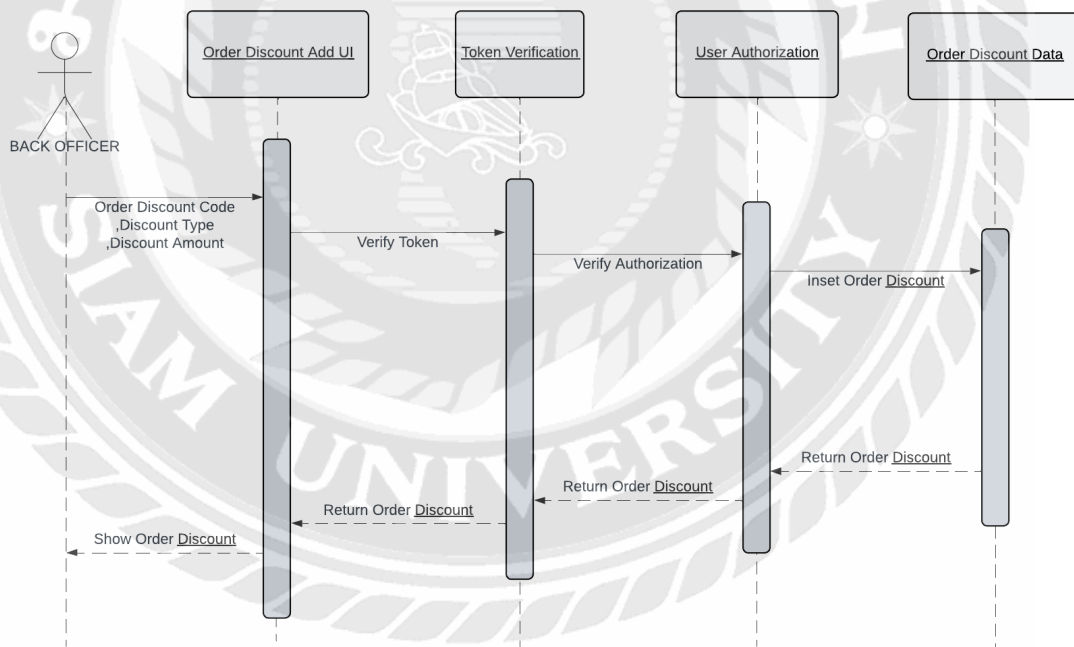 Order Discount Add UI
Token Verification
User Authorization
Order Discount Data
BACK OFFICER
Order Discount Code
,Discount Type
,Discount Amount
Verify Token
Verify Authorization
Inset Order Discount
Return Order Discount
Return Order Discount
Return Order Discount
Show Order Discount
SIAM UNIVERSITY